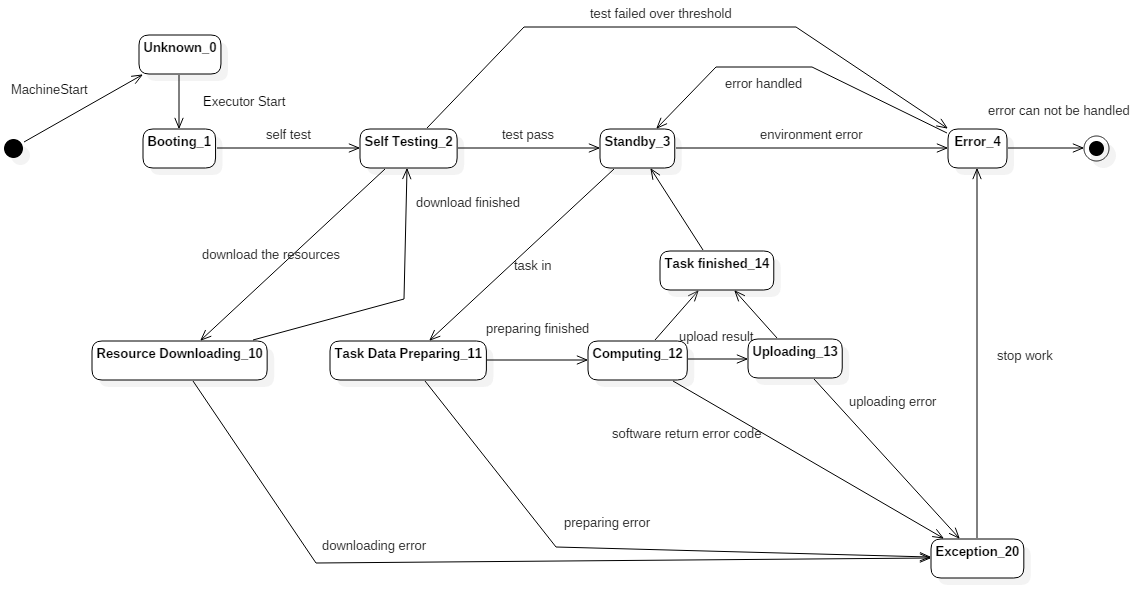 test failed over threshold
Unknown_0
MachineStart
error handled
Executor Start
error can not be handled
Booting_1
self test
Self Testing_2
test pass
Standby_3
environment error
Error_4
download finished
download the resources
task in
Task finished_14
preparing finished
upload result
Resource Downloading_10
Task Data Preparing_11
Computing_12
Uploading_13
stop work
uploading error
software return error code
preparing error
downloading error
Exception_20